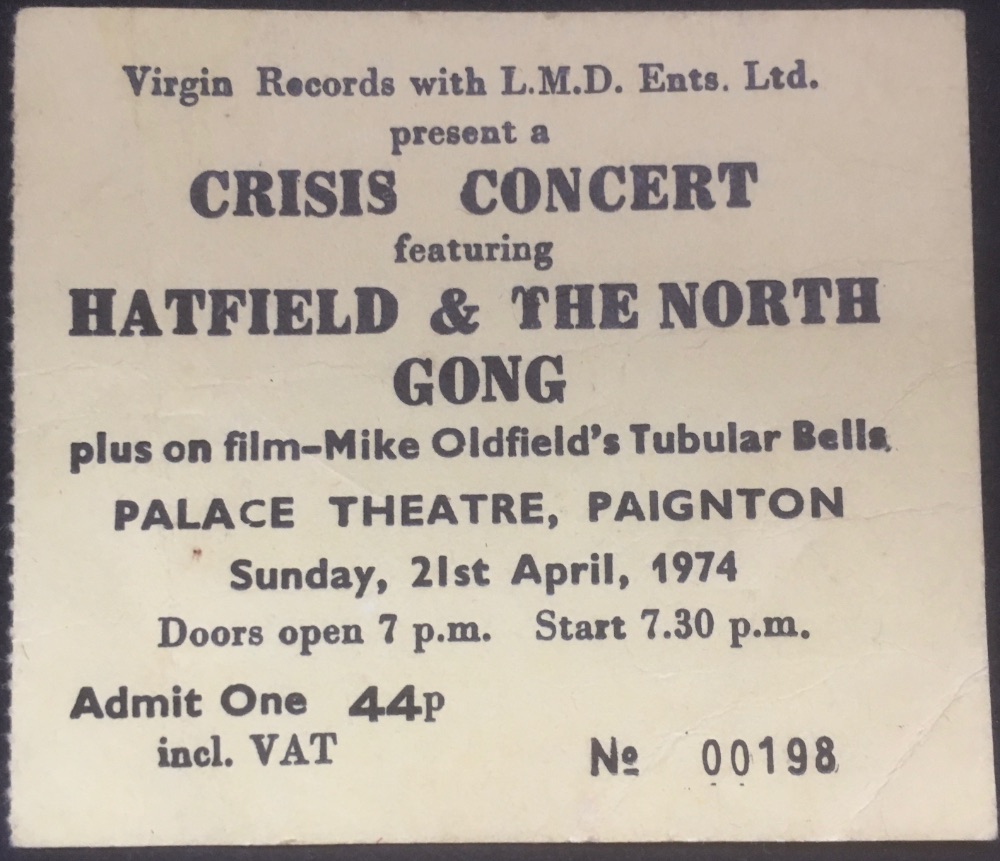 Virgin Records with L.M.D. Ents. Ltd.
present a
CRISIS CONCERT
featuring
HATFIELD & THE NORTH
GONG
plus on film-Mike Oldfield's Tubular Bells.
PALACE THEATRE, PAIGNTON
Sunday, 21st April, 1974
Doors open 7 p.m. Start 7.30 p.m.
Admit One 44p
incl. VAT
Nº 00198